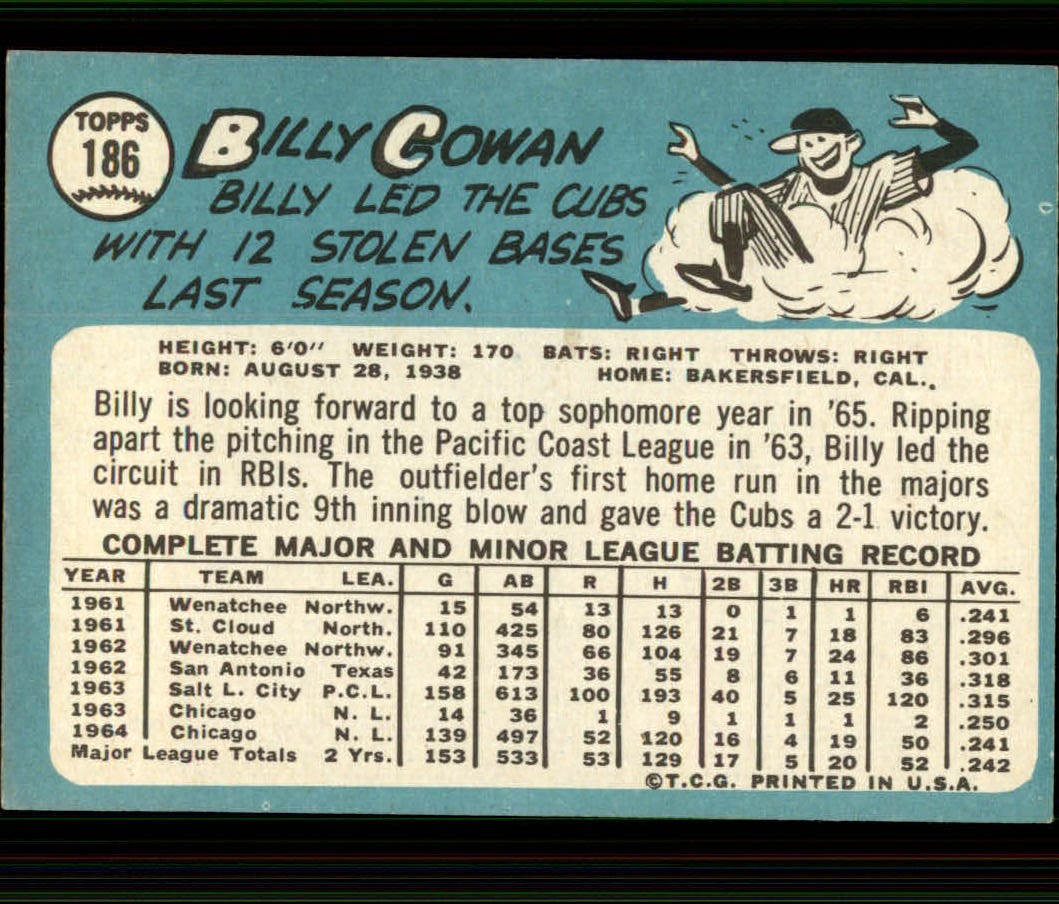 TOPPS
186
BILLY COWAN
BILLY LED THE CUBS
WITH 12 STOLEN BASES
LAST SEASON.
HEIGHT: 6'0" WEIGHT: 170 BATS: RIGHT THROWS: RIGHT
BORN: AUGUST 28, 1938 HOME: BAKERSFIELD, CAL.
Billy is looking forward to a top sophomore year in '65. Ripping
apart the pitching in the Pacific Coast League in '63, Billy led the
circuit in RBIs. The outfielder's first home run in the majors
was a dramatic 9th inning blow and gave the Cubs a 2-1 victory.
COMPLETE MAJOR AND MINOR LEAGUE BATTING RECORD
YEAR TEAM LEA. G AB R H 2B 3B HR RBI AVG.
1961 Wenatchee Northw. 15 54 13 13 0 1 1 6 .241
1961 St. Cloud North. 110 425 80 126 21 7 18 83 .296
1962 Wenatchee Northw. 91 345 66 104 19 7 24 86 .301
1962 San Antonio Texas 42 173 36 55 8 6 11 36 .318
1963 Salt L. City P.C.L. 158 613 100 193 40 5 25 120 .315
1963 Chicago N. L. 14 36 1 9 1 1 1 2 .250
1964 Chicago N. L. 139 497 52 120 16 4 19 50 .241
Major League Totals 2 Yrs. 153 533 53 129 17 5 20 52 .242
©T.C.G. PRINTED IN U.S.A.